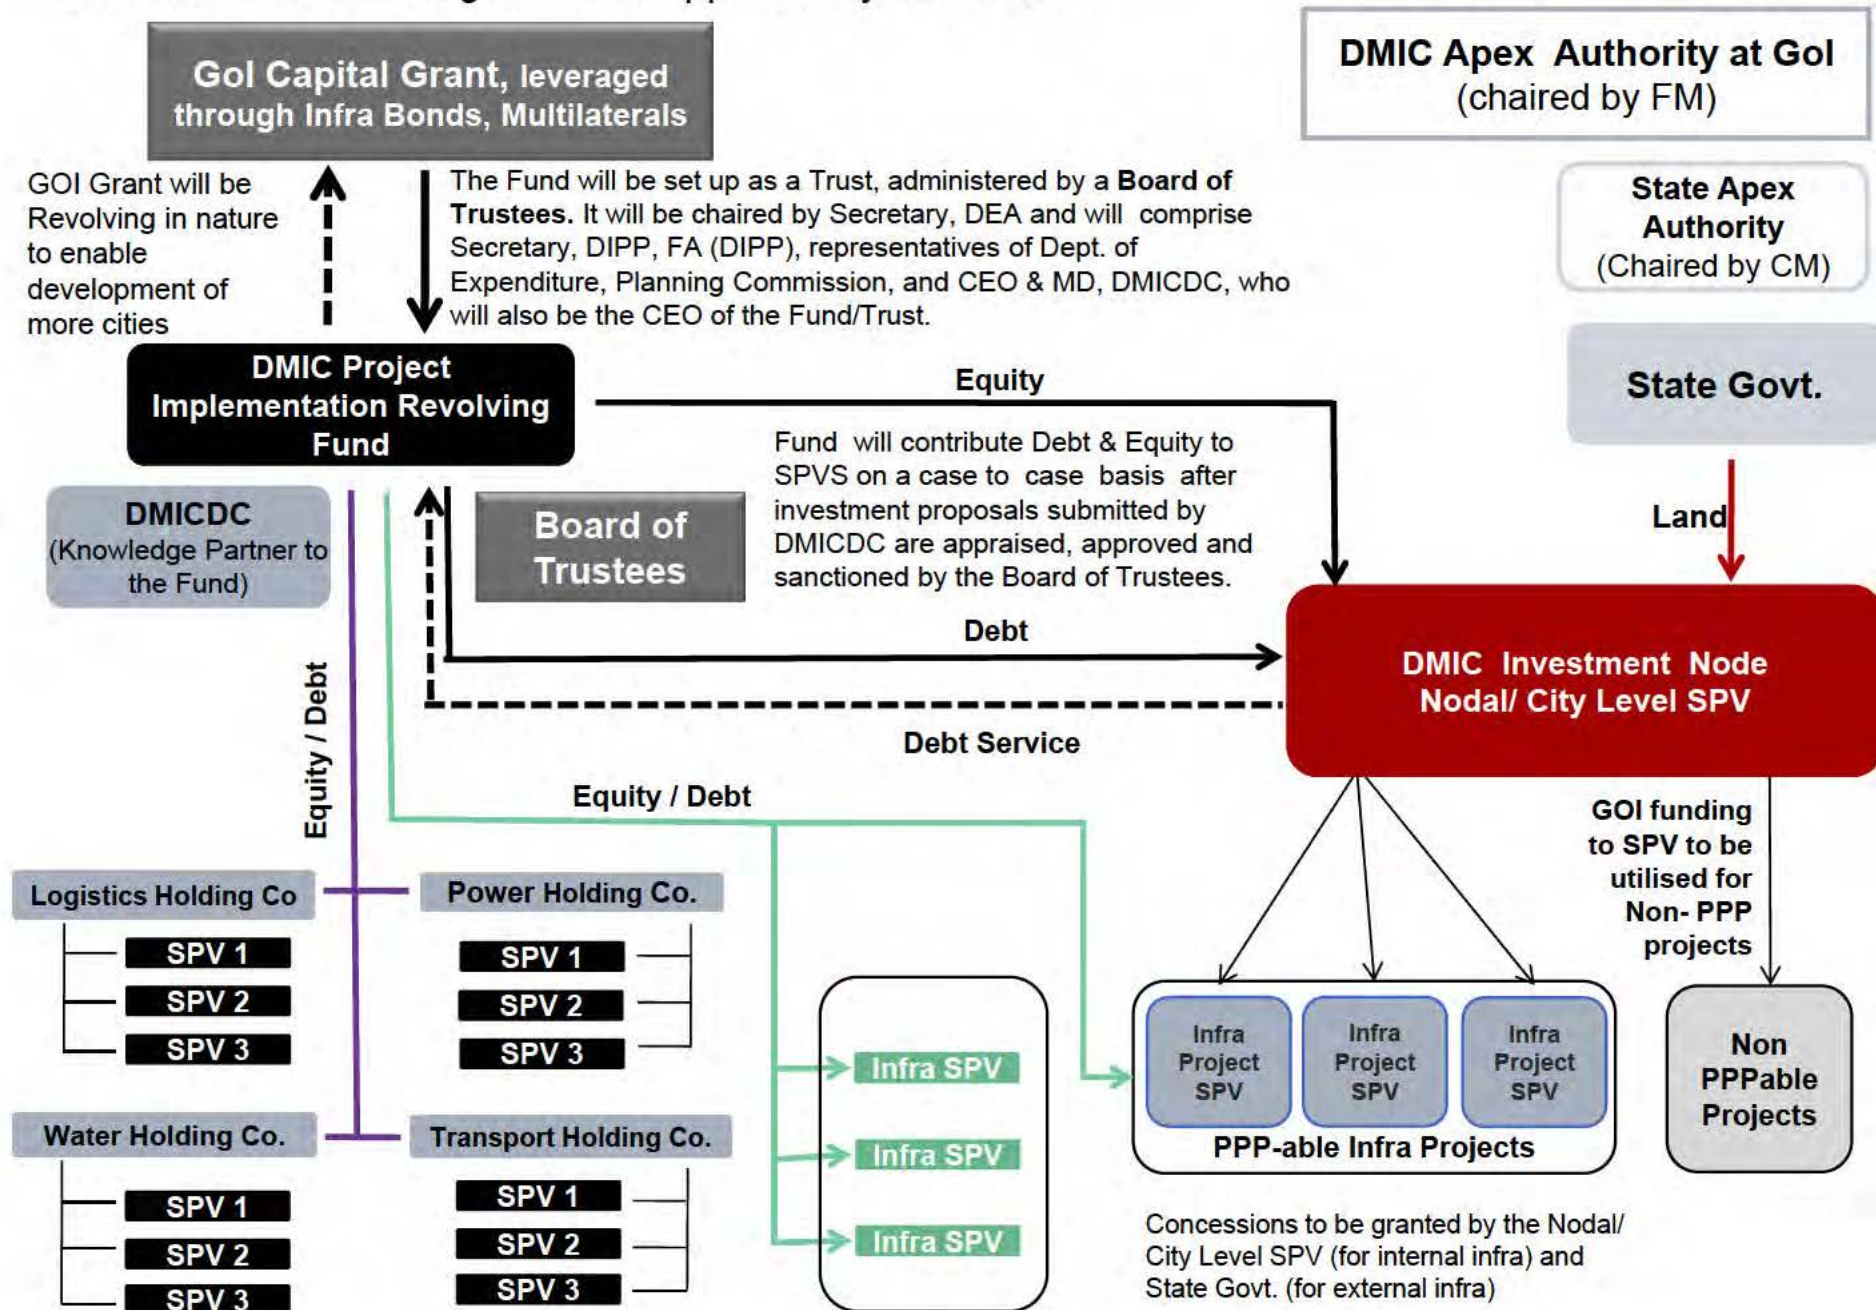 GoI Capital Grant, leveraged
through Infra Bonds, Multilaterals
DMIC Apex Authority at GoI
(chaired by FM)
GOI Grant will be
Revolving in nature
to enable
development of
more cities
The Fund will be set up as a Trust, administered by a Board of
Trustees. It will be chaired by Secretary, DEA and will comprise
Secretary, DIPP, FA (DIPP), representatives of Dept. of
Expenditure, Planning Commission, and CEO & MD, DMICDC, who
will also be the CEO of the Fund/Trust.
State Apex
Authority
(Chaired by CM)
DMIC Project
Implementation Revolving
Fund
Equity
State Govt.
Fund will contribute Debt & Equity to
SPVS on a case to case basis after
investment proposals submitted by
DMICDC are appraised, approved and
sanctioned by the Board of Trustees.
DMICDC
(Knowledge Partner to
the Fund)
Board of
Trustees
Land
Debt
DMIC Investment Node
Nodal/ City Level SPV
Debt Service
Equity / Debt
Equity / Debt
GOI funding
to SPV to be
utilised for
Non- PPP
projects
Logistics Holding Co
SPV 1
SPV 2
SPV 3
Power Holding Co.
SPV 1
SPV 2
SPV 3
Water Holding Co.
SPV 1
SPV 2
SPV 3
Transport Holding Co.
SPV 1
SPV 2
SPV 3
Infra SPV
Infra SPV
Infra SPV
Infra
Project
SPV
Infra
Project
SPV
Infra
Project
SPV
PPP-able Infra Projects
Non
PPPable
Projects
Concessions to be granted by the Nodal/
City Level SPV (for internal infra) and
State Govt. (for external infra)